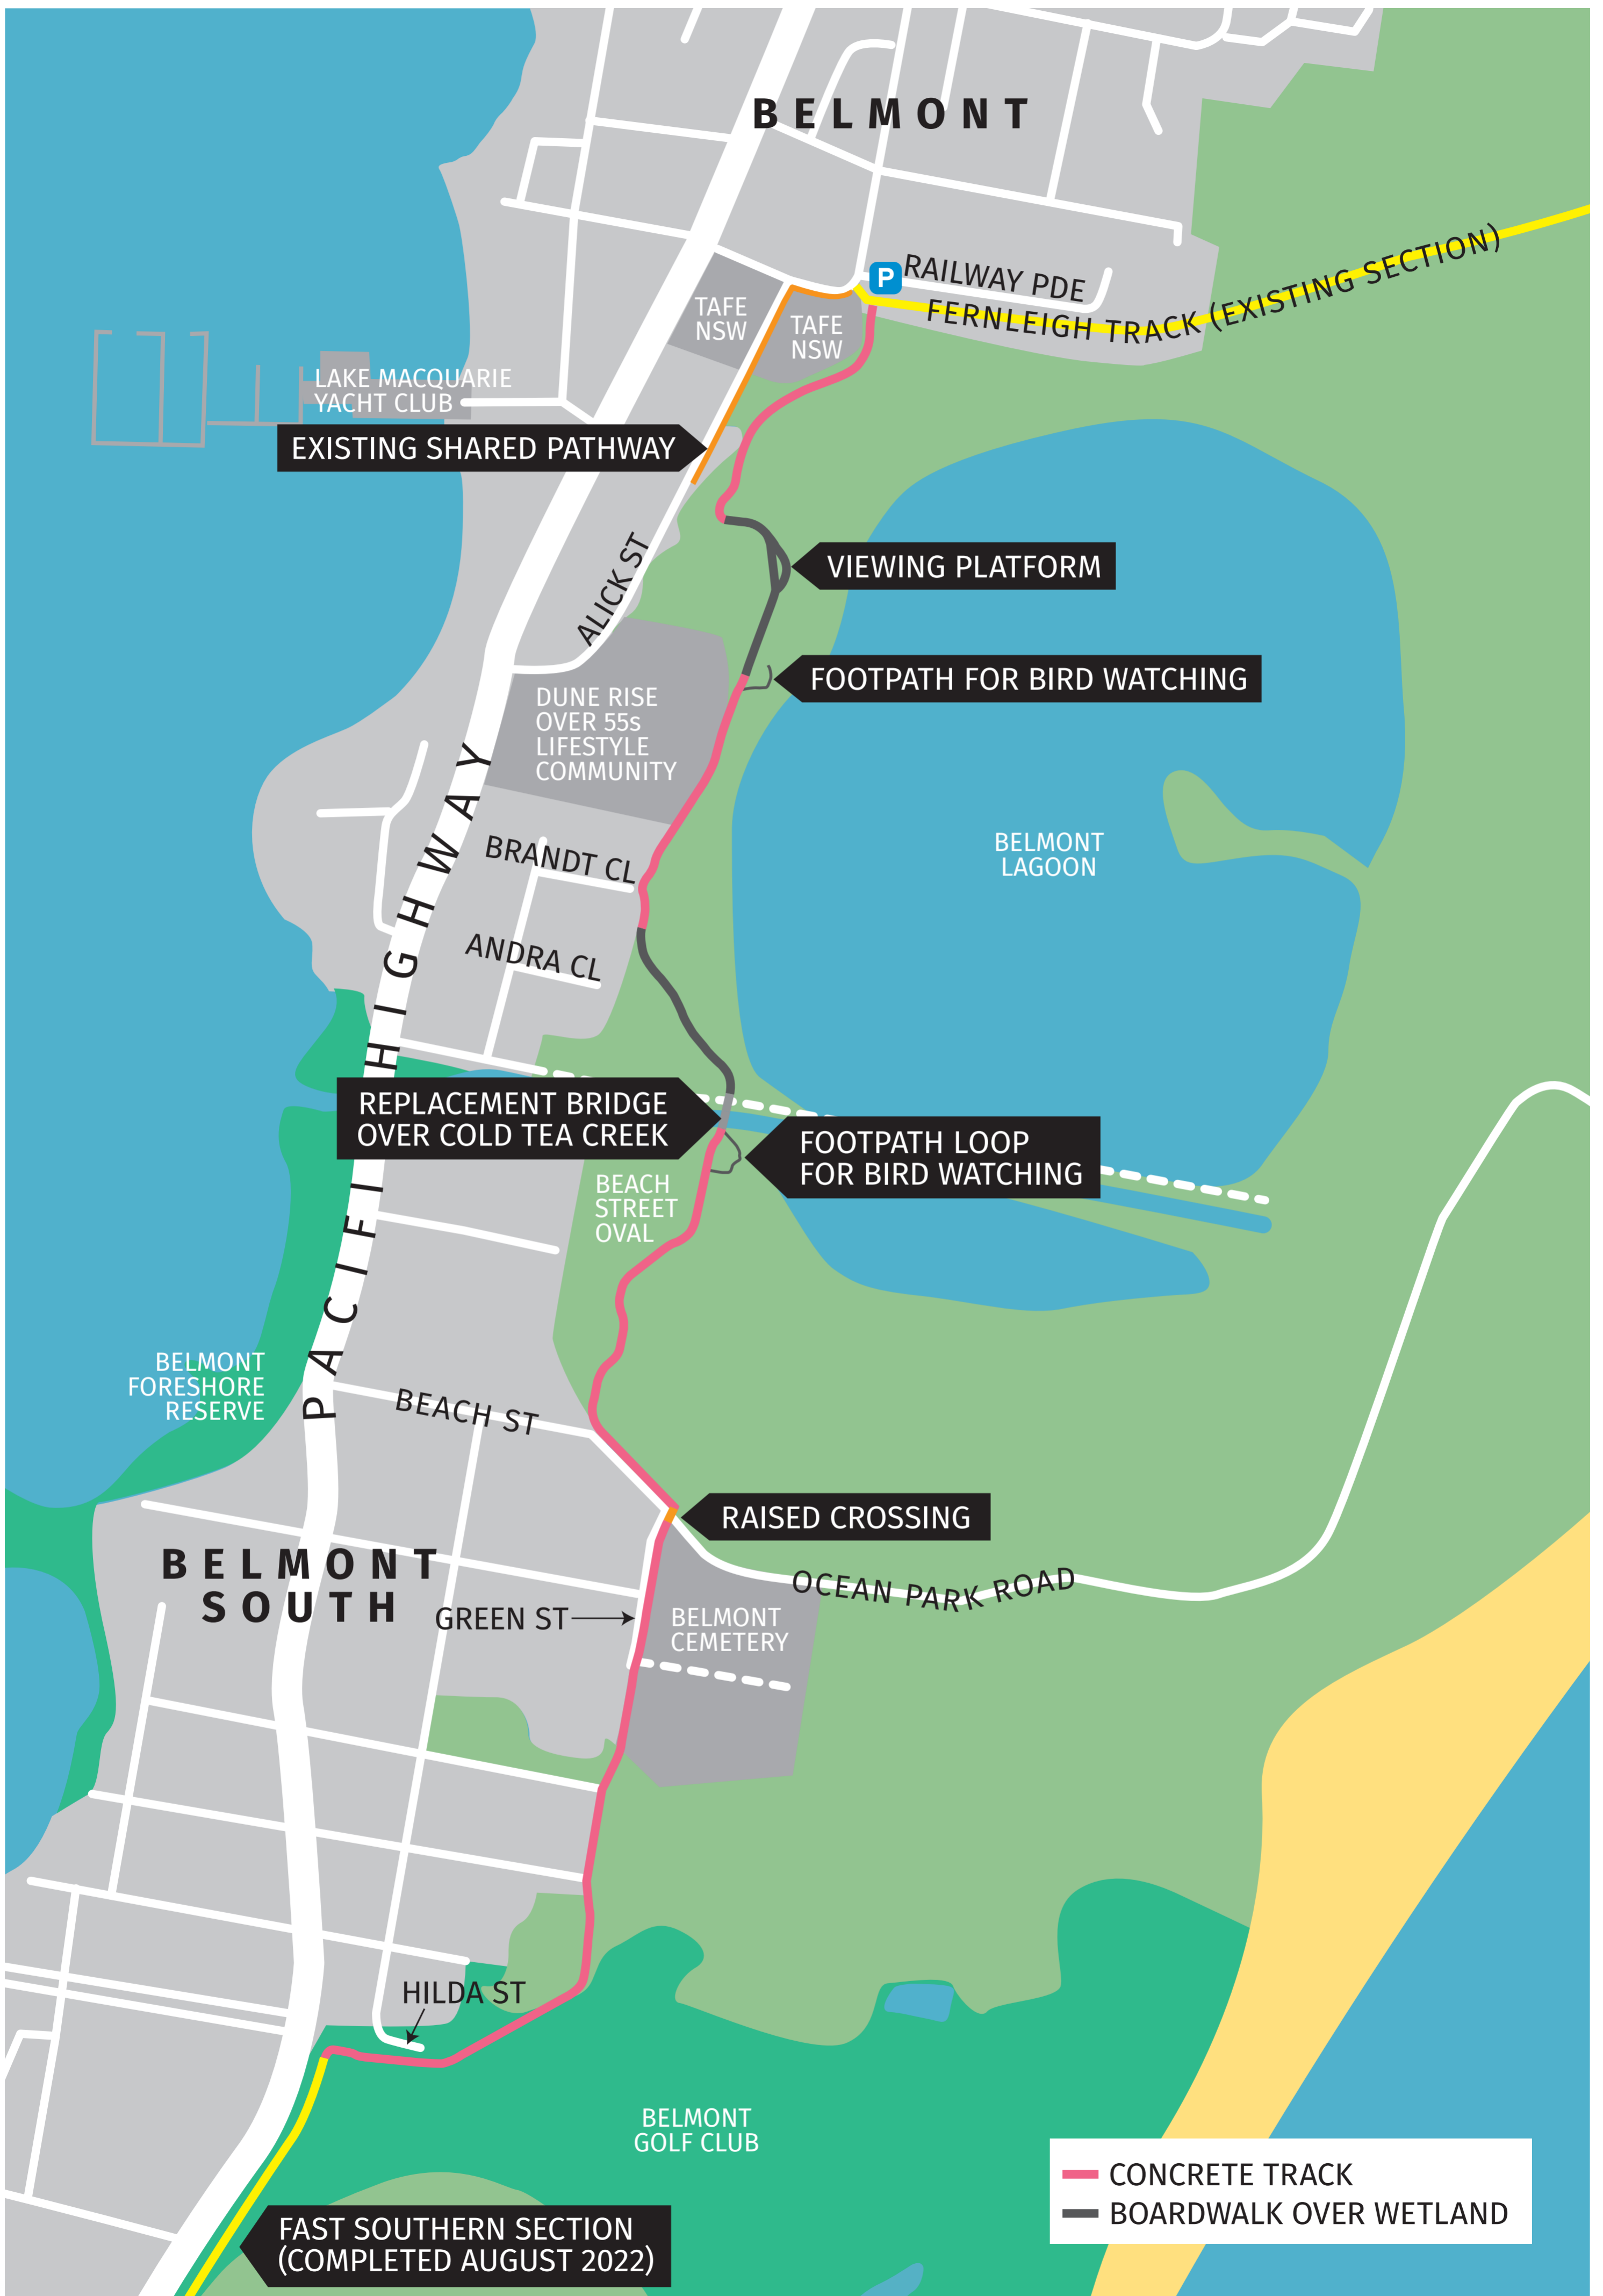 BELMONT
P
RAILWAY PDE
FERNLEIGH TRACK (EXISTING SECTION)
TAFE
NSW
TAFE
NSW
LAKE MACQUARIE
YACHT CLUB
EXISTING SHARED PATHWAY
ALICK ST
VIEWING PLATFORM
FOOTPATH FOR BIRD WATCHING
DUNE RISE
OVER 55s
LIFESTYLE
COMMUNITY
PACIFIC HIGHWAY
BELMONT
LAGOON
BRANDT CL
ANDRA CL
REPLACEMENT BRIDGE
OVER COLD TEA CREEK
FOOTPATH LOOP
FOR BIRD WATCHING
BEACH
STREET
OVAL
BELMONT
FORESHORE
RESERVE
BEACH ST
RAISED CROSSING
BELMONT
SOUTH
OCEAN PARK ROAD
GREEN ST
BELMONT
CEMETERY
HILDA ST
BELMONT
GOLF CLUB
CONCRETE TRACK
BOARDWALK OVER WETLAND
FAST SOUTHERN SECTION
(COMPLETED AUGUST 2022)